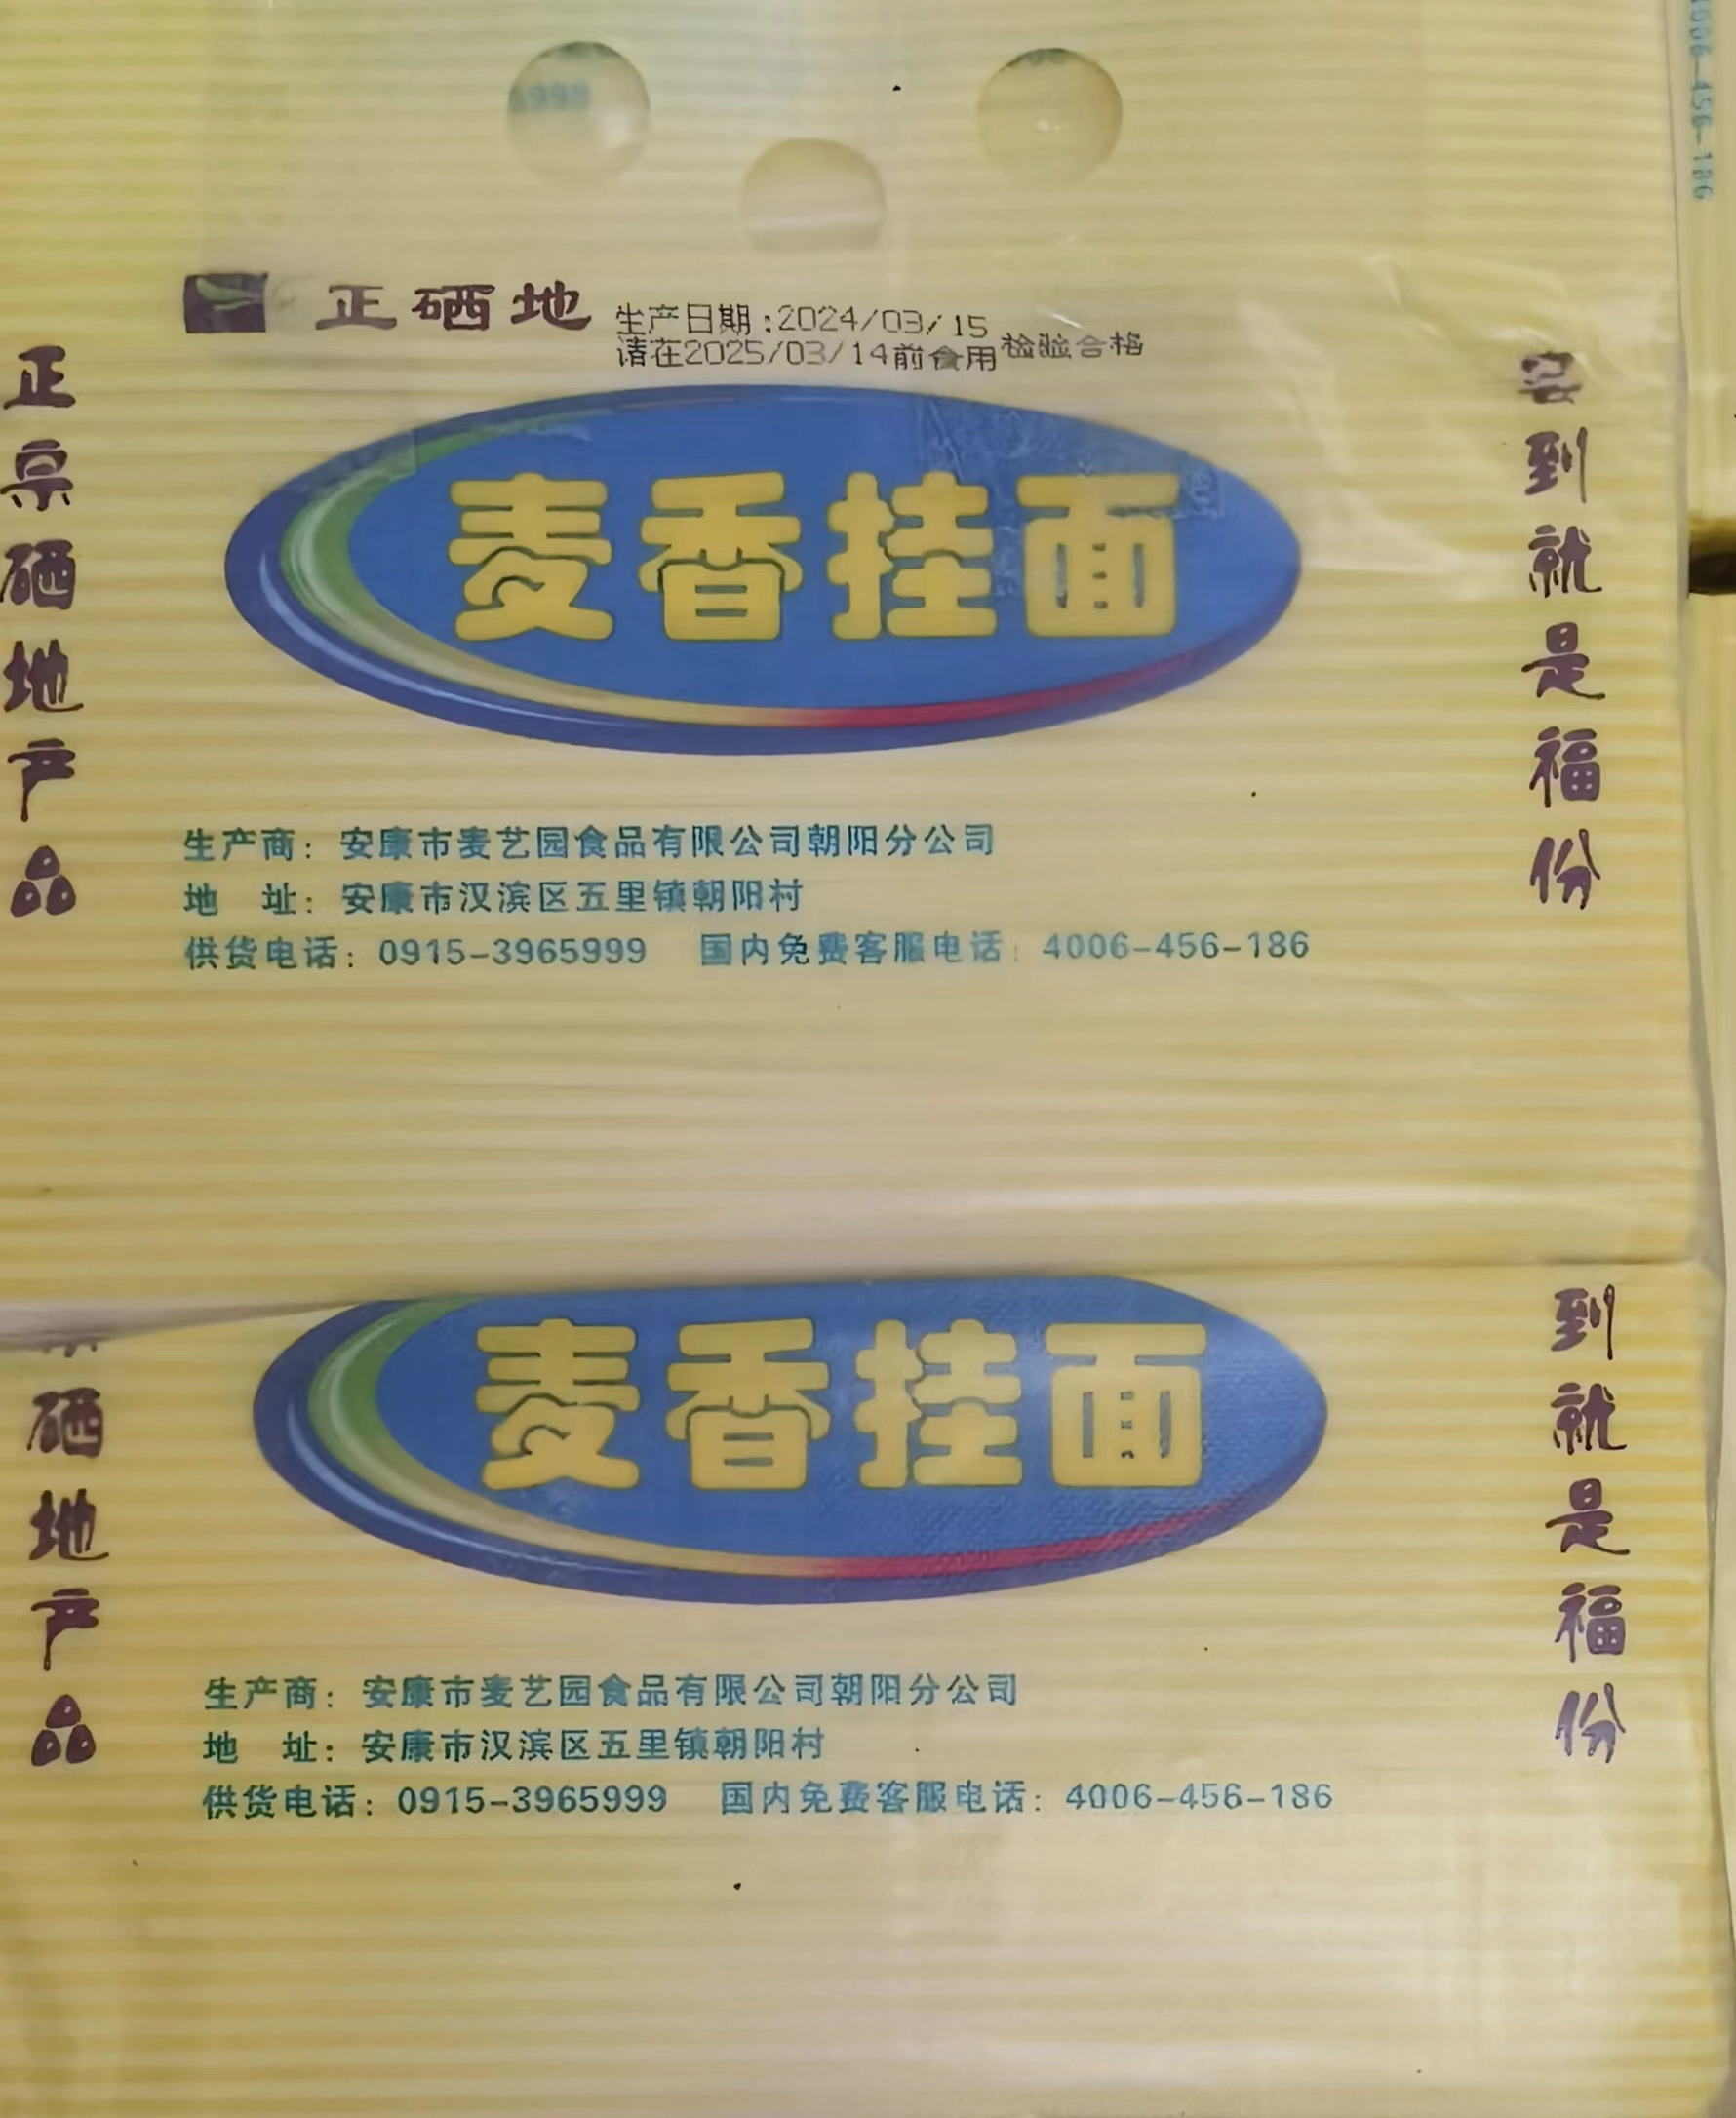 4006-456-186
正硒地
生产日期:2024/03/15
请在2025/03/14前食用
检验合格
正宗硒地产品
麦香挂面
客到就是福份
生产商：安康市麦艺园食品有限公司朝阳分公司
地 址：安康市汉滨区五里镇朝阳村
供货电话：0915-3965999 国内免费客服电话：4006-456-186
硒地产品
麦香挂面
到就是福份
生产商：安康市麦艺园食品有限公司朝阳分公司
地 址：安康市汉滨区五里镇朝阳村
供货电话：0915-3965999 国内免费客服电话：4006-456-186